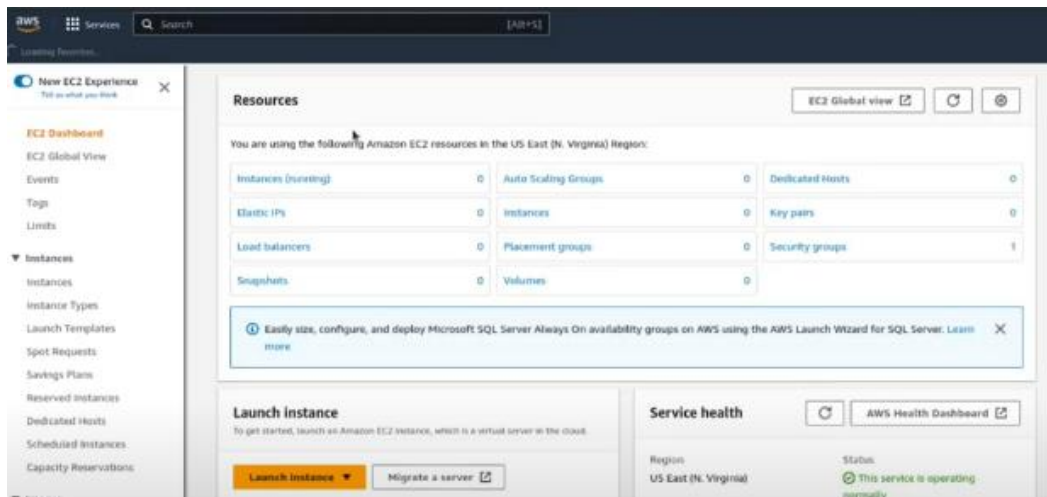 aws
Services
Search
[Alt+S]
Loading Favorites...
New EC2 Experience
Tell us what you think
EC2 Dashboard
EC2 Global View
Events
Tags
Limits
Instances
Instances
Instance Types
Launch Templates
Spot Requests
Savings Plans
Reserved Instances
Dedicated Hosts
Scheduled Instances
Capacity Reservations
Resources
EC2 Global view
You are using the following Amazon EC2 resources in the US East (N. Virginia) Region:
Instances (running) 0 Auto Scaling Groups 0 Dedicated Hosts 0
Elastic IPs 0 Instances 0 Key pairs 0
Load balancers 0 Placement groups 0 Security groups 1
Snapshots 0 Volumes 0
Easily size, configure, and deploy Microsoft SQL Server Always On availability groups on AWS using the AWS Launch Wizard for SQL Server. Learn
more
Launch instance
To get started, launch an Amazon EC2 instance, which is a virtual server in the cloud.
Launch instance
Migrate a server
Service health
AWS Health Dashboard
Region
US East (N. Virginia)
Status
This service is operating
normally